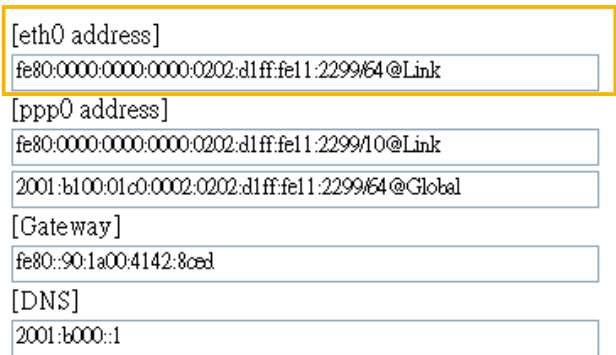 [eth0 address]
fe80:0000:0000:0000:0202:d1ff:fe11:2299/64@Link
[ppp0 address]
fe80:0000:0000:0000:0202:d1ff:fe11:2299/10@Link
2001:b100:01c0:0002:0202:d1ff:fe11:2299/64@Global
[Gateway]
fe80::90:1a00:4142:8ced
[DNS]
2001:b000::1